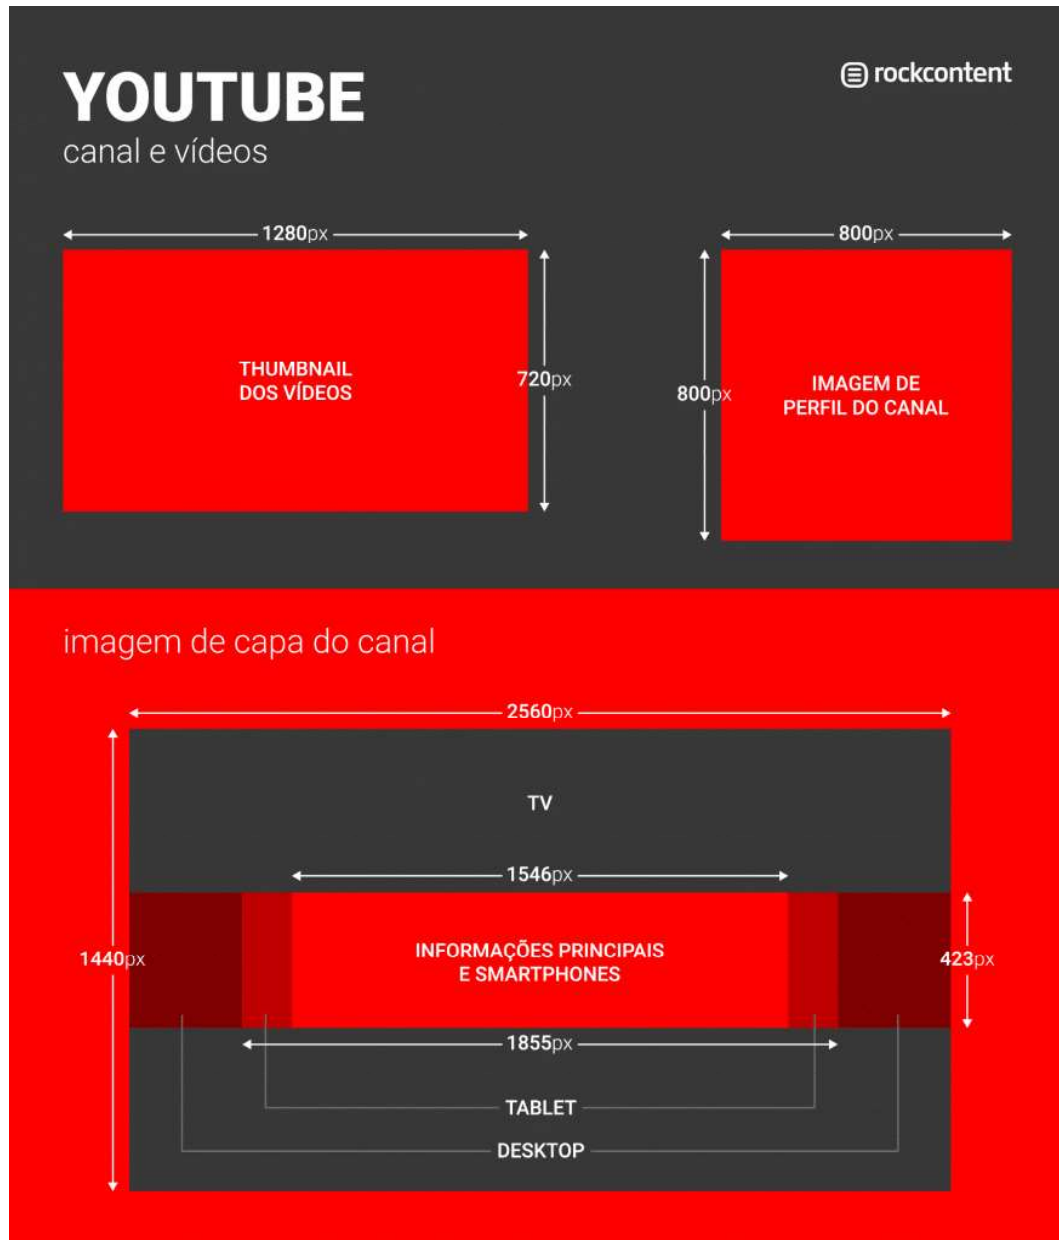 YOUTUBE
canal e vídeos
rockcontent
1280px
800px
THUMBNAIL
DOS VÍDEOS
720px
800px
IMAGEM DE
PERFIL DO CANAL
imagem de capa do canal
2560px
TV
1546px
1440px
INFORMAÇÕES PRINCIPAIS
E SMARTPHONES
423px
1855px
TABLET
DESKTOP